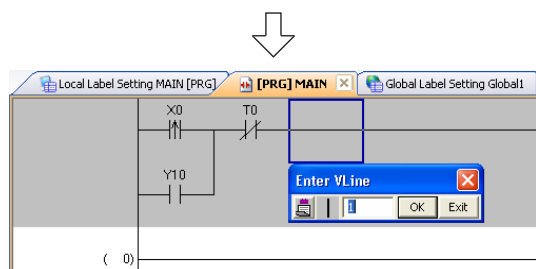 Local Label Setting MAIN [PRG] [PRG] MAIN Global Label Setting Global1
X0 T0
Y10
Enter VLine
1 OK Exit
( 0)